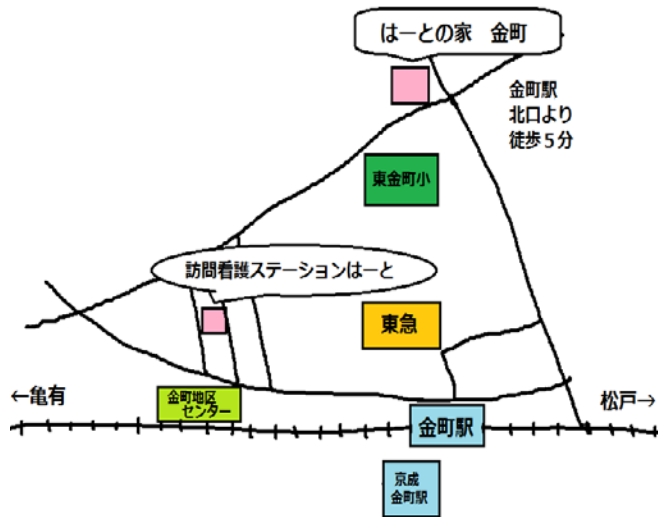 はーとの家　金町
金町駅
北口より
徒歩５分
東金町小
訪問看護ステーションはーと
東急
金町地区
センター
←亀有
松戸→
金町駅
京成
金町駅